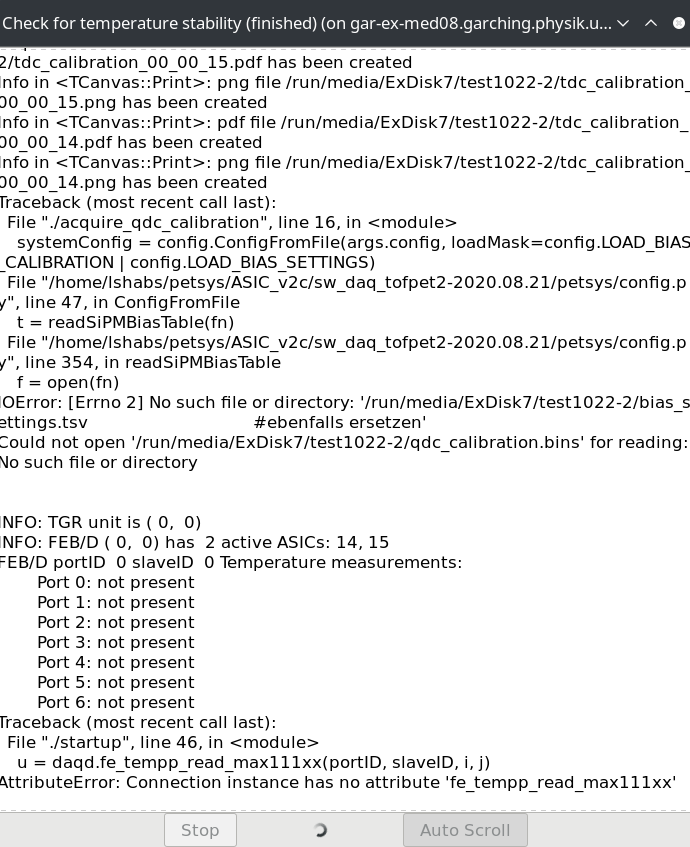 Check for temperature stability (finished) (on gar-ex-med08.garching.physik.u...
2/tdc_calibration_00_00_15.pdf has been created
Info in <TCanvas::Print>: png file /run/media/ExDisk7/test1022-2/tdc_calibration_
00_00_15.png has been created
Info in <TCanvas::Print>: pdf file /run/media/ExDisk7/test1022-2/tdc_calibration_
00_00_14.pdf has been created
Info in <TCanvas::Print>: png file /run/media/ExDisk7/test1022-2/tdc_calibration_
00_00_14.png has been created
Traceback (most recent call last):
File "./acquire_qdc_calibration", line 16, in <module>
systemConfig = config.ConfigFromFile(args.config, loadMask=config.LOAD_BIAS
_CALIBRATION | config.LOAD_BIAS_SETTINGS)
File "/home/lshabs/petsys/ASIC_v2c/sw_daq_tofpet2-2020.08.21/petsys/config.p
y", line 47, in ConfigFromFile
t = readSiPMBiasTable(fn)
File "/home/lshabs/petsys/ASIC_v2c/sw_daq_tofpet2-2020.08.21/petsys/config.p
y", line 354, in readSiPMBiasTable
f = open(fn)
IOError: [Errno 2] No such file or directory: '/run/media/ExDisk7/test1022-2/bias_s
ettings.tsv #ebenfalls ersetzen'
Could not open '/run/media/ExDisk7/test1022-2/qdc_calibration.bins' for reading:
No such file or directory
INFO: TGR unit is ( 0,  0)
INFO: FEB/D ( 0,  0) has  2 active ASICs: 14, 15
FEB/D portID  0 slaveID  0 Temperature measurements:
Port 0: not present
Port 1: not present
Port 2: not present
Port 3: not present
Port 4: not present
Port 5: not present
Port 6: not present
Traceback (most recent call last):
File "./startup", line 46, in <module>
u = daqd.fe_tempp_read_max111xx(portID, slaveID, i, j)
AttributeError: Connection instance has no attribute 'fe_tempp_read_max111xx'
Stop
Auto Scroll